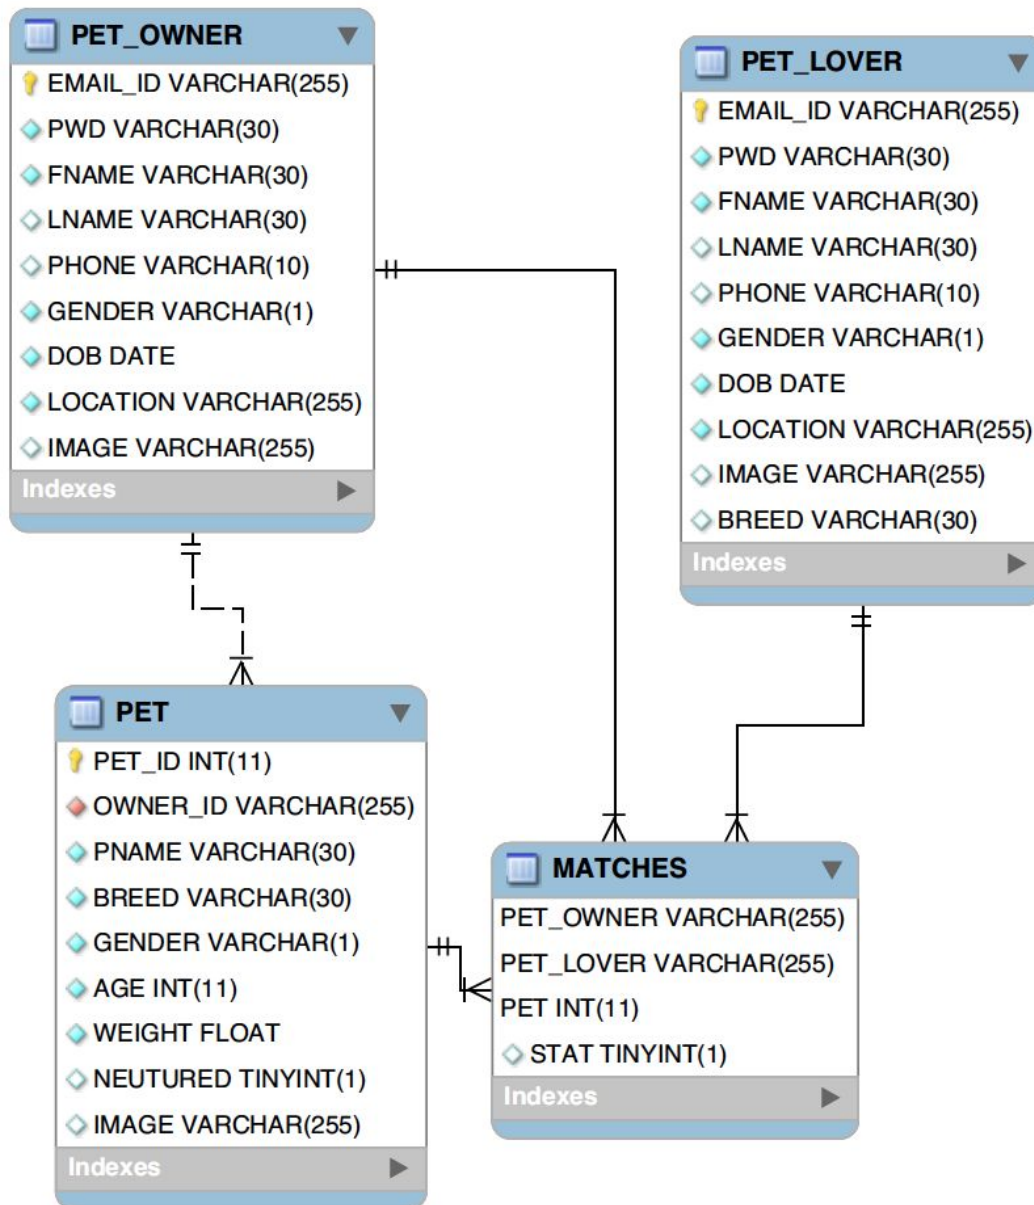 PET_OWNER
EMAIL_ID VARCHAR(255)
PWD VARCHAR(30)
FNAME VARCHAR(30)
LNAME VARCHAR(30)
PHONE VARCHAR(10)
GENDER VARCHAR(1)
DOB DATE
LOCATION VARCHAR(255)
IMAGE VARCHAR(255)
Indexes
PET_LOVER
EMAIL_ID VARCHAR(255)
PWD VARCHAR(30)
FNAME VARCHAR(30)
LNAME VARCHAR(30)
PHONE VARCHAR(10)
GENDER VARCHAR(1)
DOB DATE
LOCATION VARCHAR(255)
IMAGE VARCHAR(255)
BREED VARCHAR(30)
Indexes
PET
PET_ID INT(11)
OWNER_ID VARCHAR(255)
PNAME VARCHAR(30)
BREED VARCHAR(30)
GENDER VARCHAR(1)
AGE INT(11)
WEIGHT FLOAT
NEUTURED TINYINT(1)
IMAGE VARCHAR(255)
Indexes
MATCHES
PET_OWNER VARCHAR(255)
PET_LOVER VARCHAR(255)
PET INT(11)
STAT TINYINT(1)
Indexes